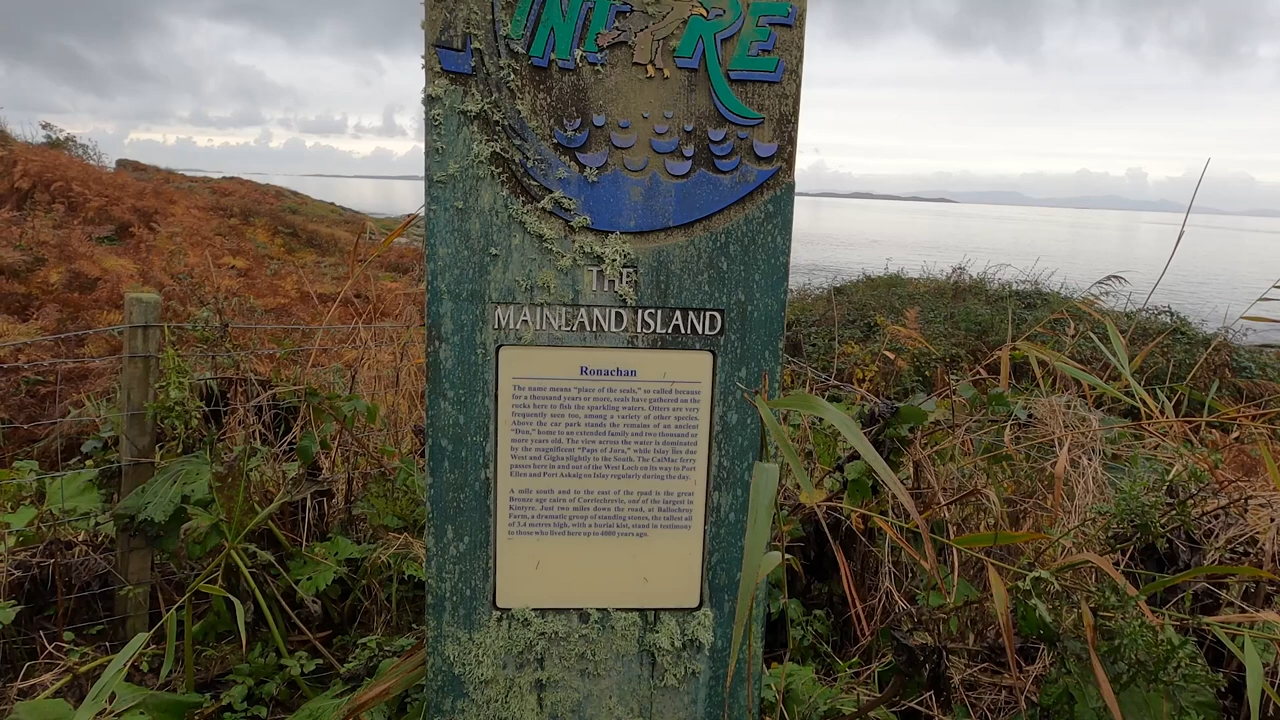 INT RE
THE
MAINLAND ISLAND
Ronachan
The name means "place of the seals," so called because
for a thousand years or more, seals have gathered on the
rocks here to fish the sparkling waters. Otters are very
frequently seen too, among a variety of other species.
Above the car park stands the remains of an ancient
"Dun," home to an extended family and two thousand or
more years old. The view across the water is dominated
by the magnificent "Paps of Jura," while Islay lies due
West and Gigha slightly to the South. The CalMac ferry
passes here in and out of the West Loch on its way to Port
Ellen and Port Askaig on Islay regularly during the day.
A mile south and to the east of the road is the great
Bronze age cairn of Corriechrevie, one of the largest in
Kintyre. Just two miles down the road, at Ballochroy
Farm, a dramatic group of standing stones, the tallest all
of 3.4 metres high, with a burial kist, stand in testimony
to those who lived here up to 4000 years ago.